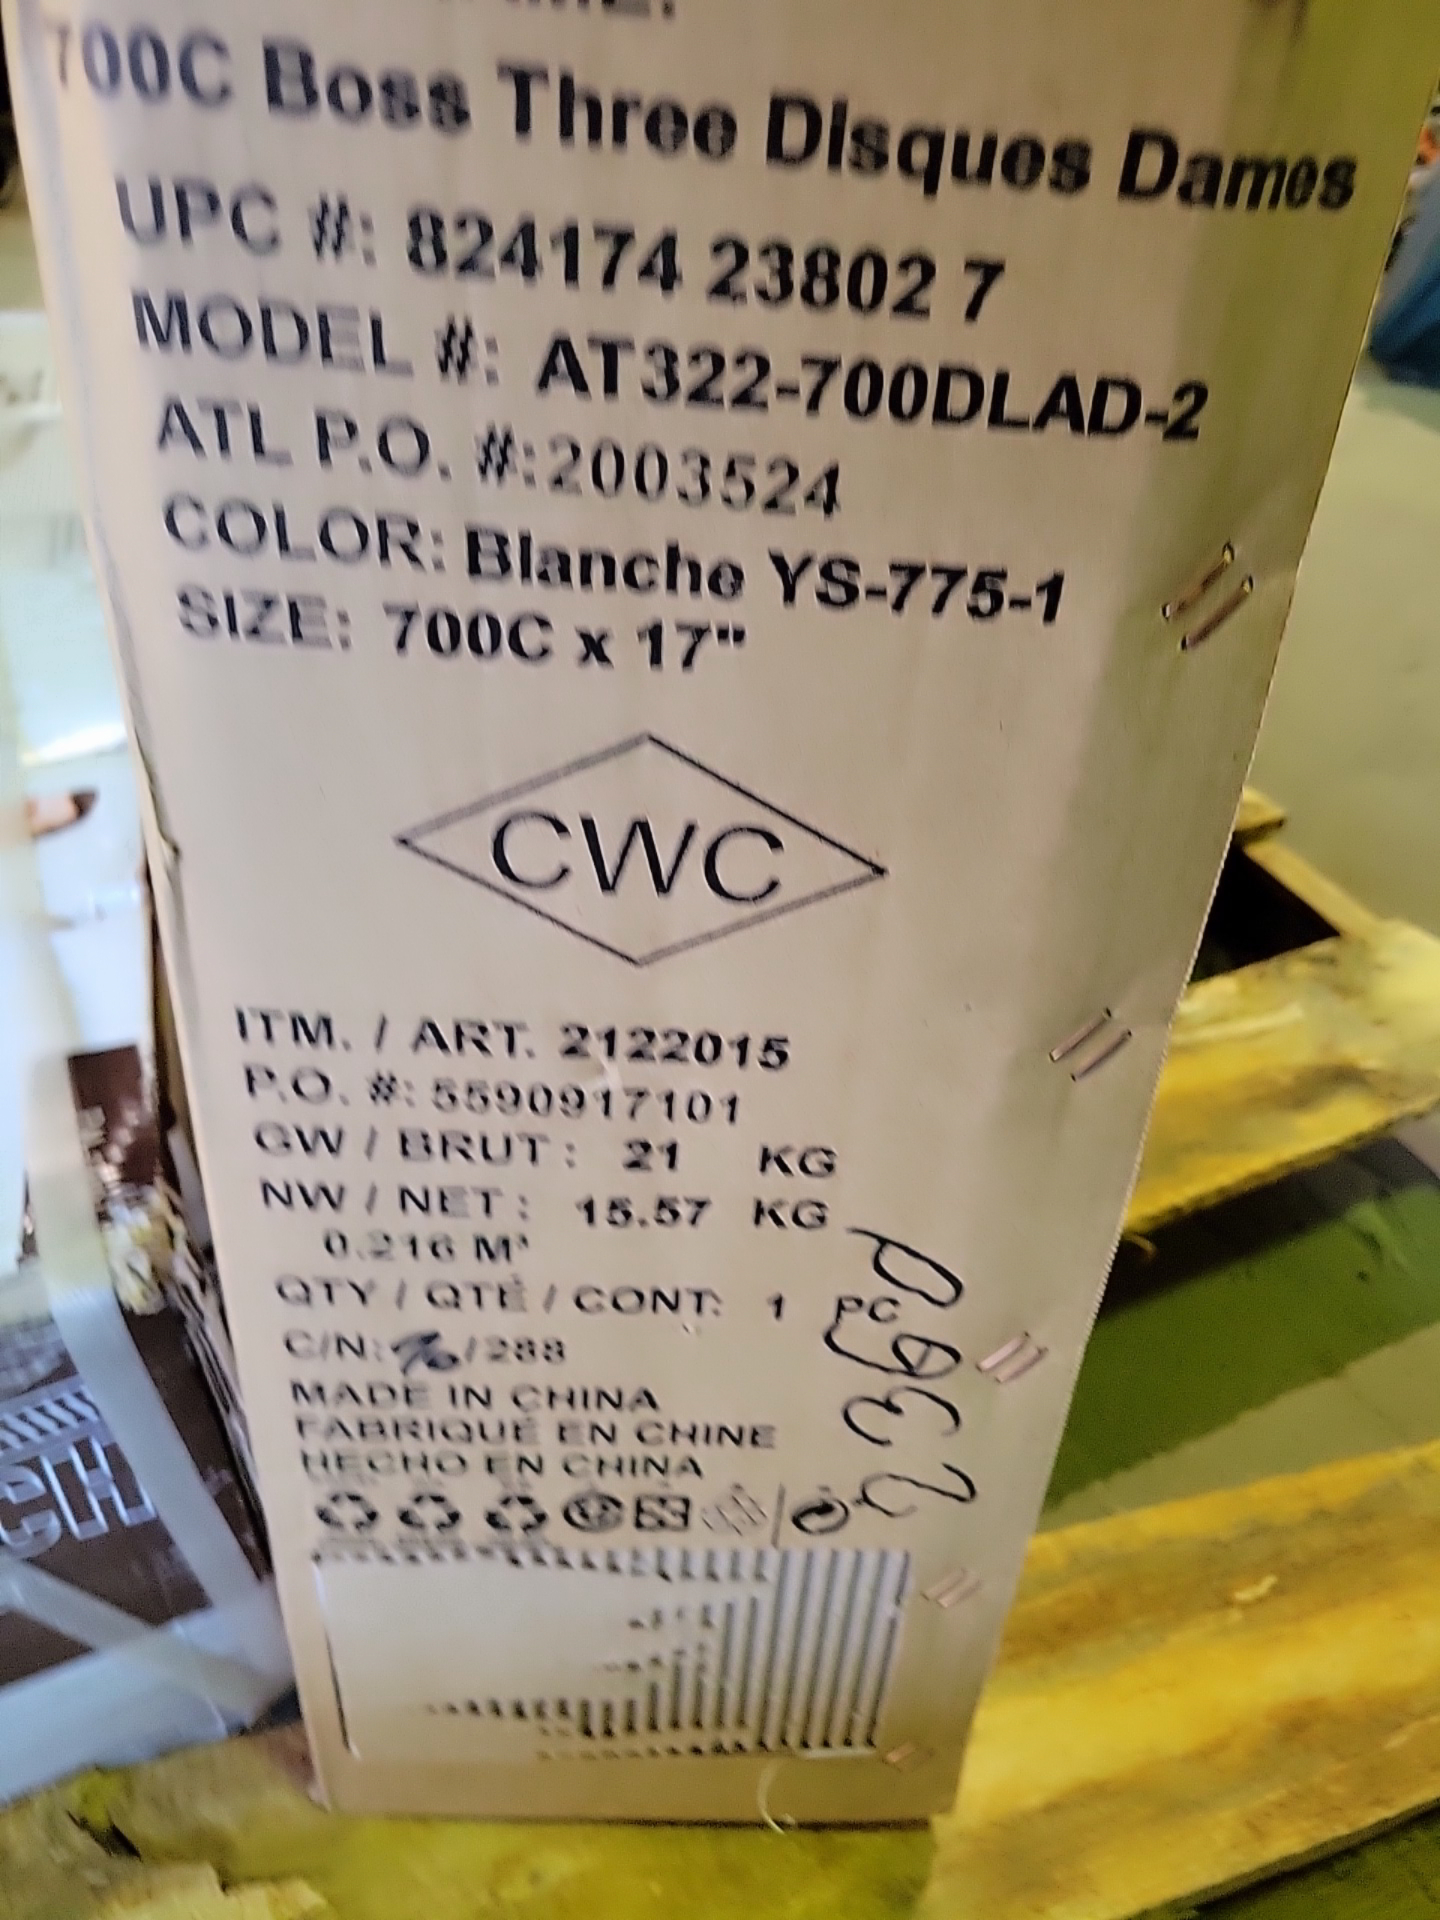 700C Boss Three Disques Dames
UPC #: 824174 23802 7
MODEL #: AT322-700DLAD-2
ATL P.O. #:2003524
COLOR: Blanche YS-775-1
SIZE: 700C x 17"
CWC
ITM. / ART. 2122015
P.O. #: 5590917101
GW / BRUT : 21 KG
NW / NET : 15.57 KG
0.216 M³
QTY / QTÉ / CONT: 1 PC
C/N: /288
MADE IN CHINA
FABRIQUÉ EN CHINE
HECHO EN CHINA